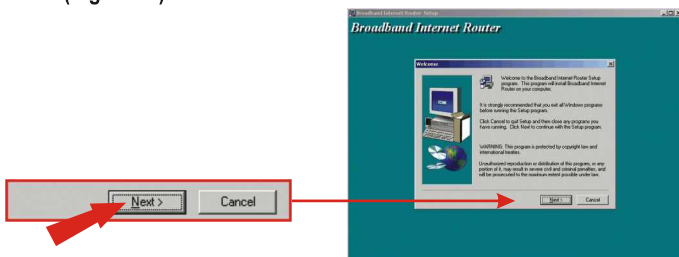 Broadband Internet Router Setup
Broadband Internet Router
Welcome
Welcome to the Broadband Internet Router Setup
program. This program will install Broadband Internet
Router on your computer.
It is strongly recommended that you exit all Windows programs
before running this Setup program.
Click Cancel to quit Setup and then close any programs you
have running. Click Next to continue with the Setup program.
WARNING: This program is protected by copyright law and
international treaties.
Unauthorized reproduction or distribution of this program, or any
portion of it, may result in severe civil and criminal penalties, and
will be prosecuted to the maximum extent possible under law.
Next >
Cancel
Next >
Cancel